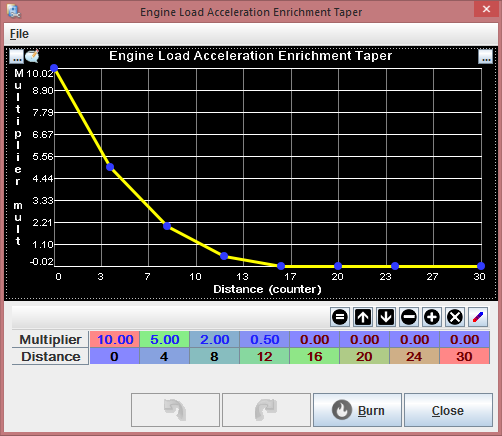 Engine Load Acceleration Enrichment Taper
File
... Engine Load Acceleration Enrichment Taper ...
Multiplier mult
10.02
8.90
7.79
6.67
5.56
4.44
3.33
2.21
1.10
-0.02
0 3 7 10 13 17 20 23 27 30
Distance (counter)
Multiplier 10.00 5.00 2.00 0.50 0.00 0.00 0.00 0.00
Distance 0 4 8 12 16 20 24 30
Burn Close